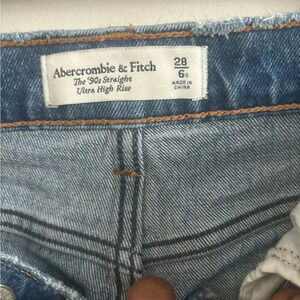 Abercrombie & Fitch
The '90s Straight
Ultra High Rise
28
6S
MADE IN
CHINA